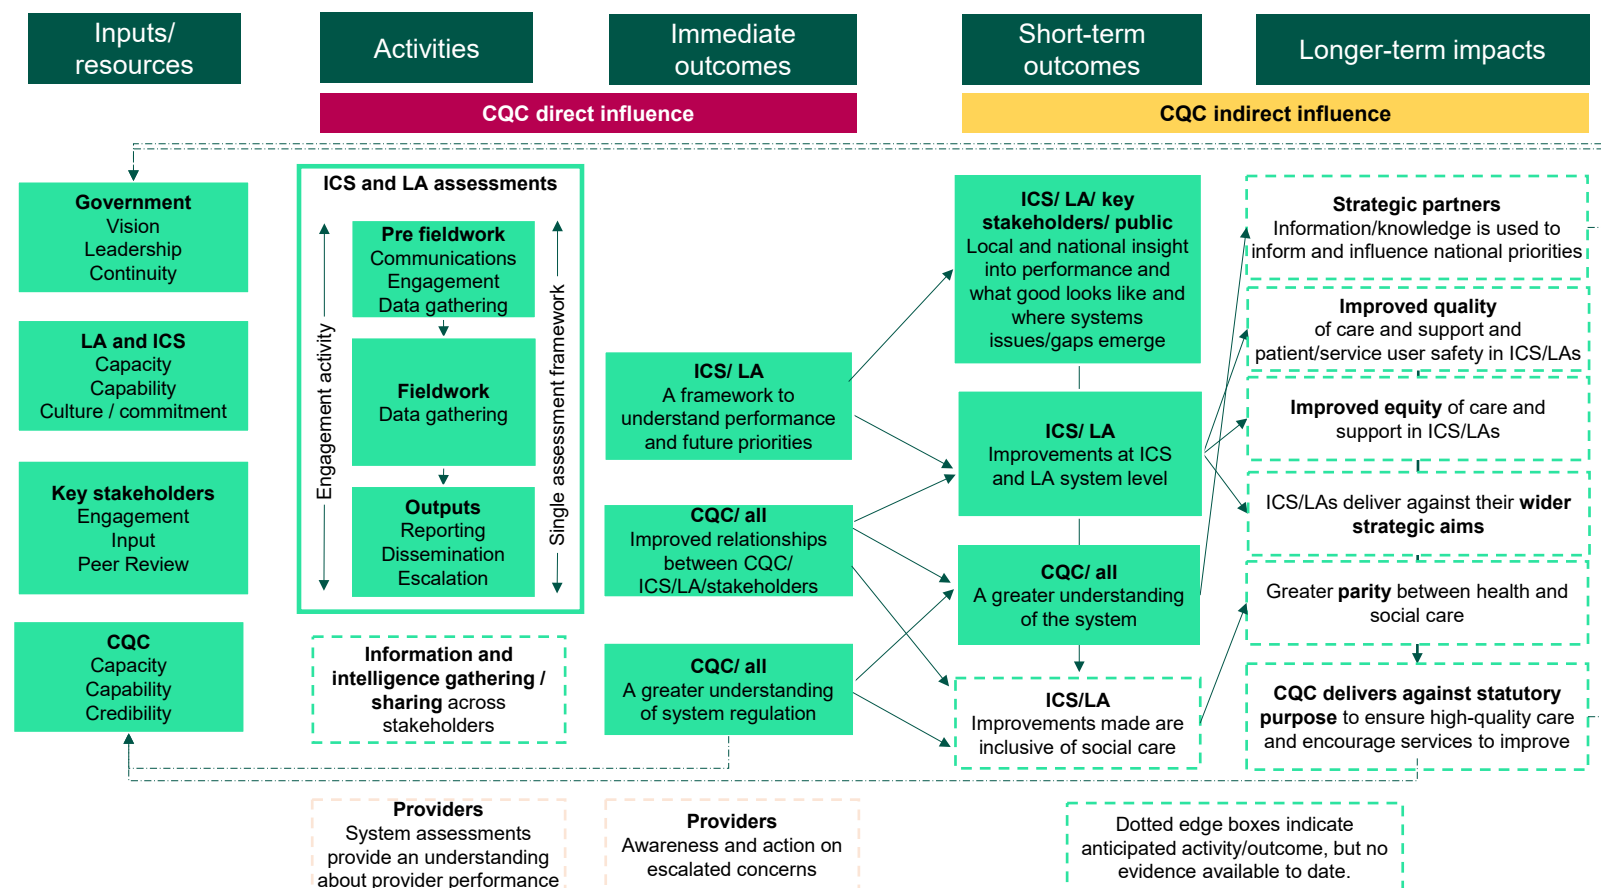 Inputs/
resources
Activities
Immediate
outcomes
Short-term
outcomes
Longer-term impacts
CQC direct influence
CQC indirect influence
Government
Vision
Leadership
Continuity
LA and ICS
Capacity
Capability
Culture / commitment
Key stakeholders
Engagement
Input
Peer Review
CQC
Capacity
Capability
Credibility
ICS and LA assessments
Engagement activity
Pre fieldwork
Communications
Engagement
Data gathering
Fieldwork
Data gathering
Outputs
Reporting
Dissemination
Escalation
Single assessment framework
Information and
intelligence gathering /
sharing across
stakeholders
Providers
System assessments
provide an understanding
about provider performance
ICS/ LA
A framework to
understand performance
and future priorities
CQC/ all
Improved relationships
between CQC/
ICS/LA/stakeholders
CQC/ all
A greater understanding
of system regulation
Providers
Awareness and action on
escalated concerns
ICS/ LA/ key
stakeholders/ public
Local and national insight
into performance and
what good looks like and
where systems
issues/gaps emerge
ICS/ LA
Improvements at ICS
and LA system level
CQC/ all
A greater understanding
of the system
ICS/LA
Improvements made are
inclusive of social care
Strategic partners
Information/knowledge is used to
inform and influence national priorities
Improved quality
of care and support and
patient/service user safety in ICS/LAs
Improved equity of care and
support in ICS/LAs
ICS/LAs deliver against their wider
strategic aims
Greater parity between health and
social care
CQC delivers against statutory
purpose to ensure high-quality care
and encourage services to improve
Dotted edge boxes indicate
anticipated activity/outcome, but no
evidence available to date.